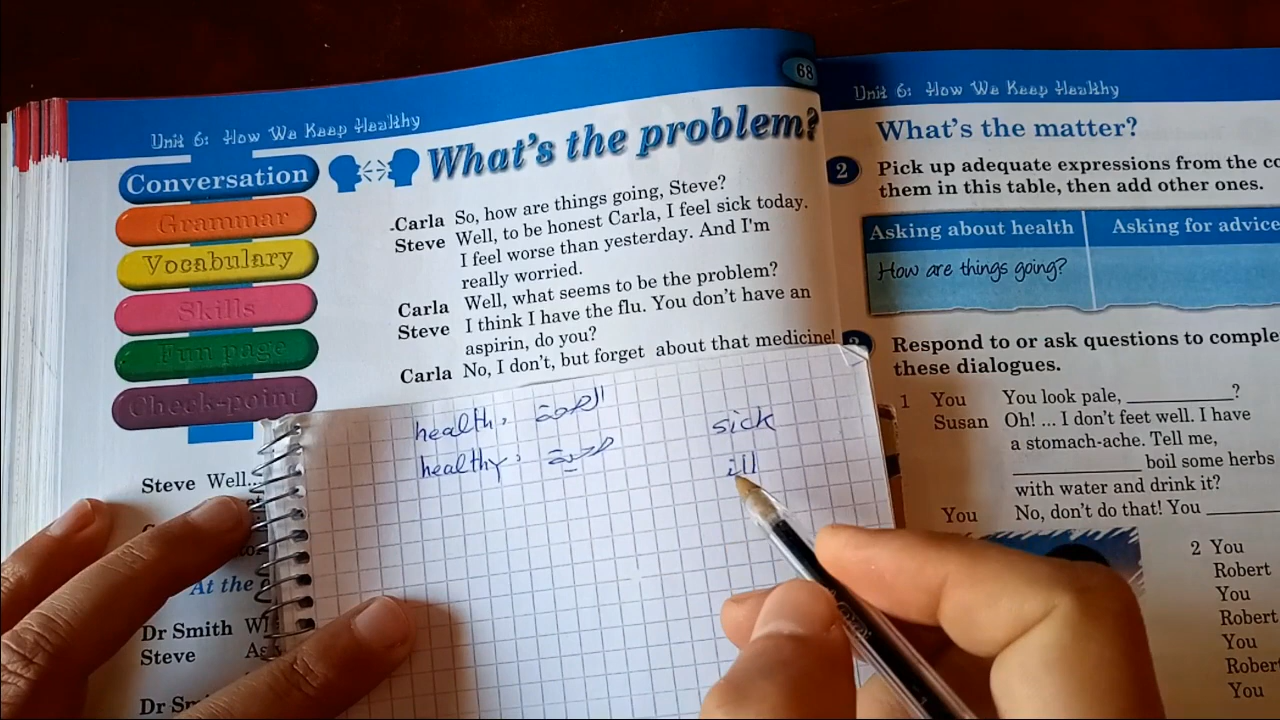 68
Unit 6: How We Keep Healthy
Conversation
Grammar
Vocabulary
Skills
Fun page
Check-point
What's the problem?
Carla So, how are things going, Steve?
Steve Well, to be honest Carla, I feel sick today.
I feel worse than yesterday. And I'm
really worried.
Carla Well, what seems to be the problem?
Steve I think I have the flu. You don't have an
aspirin, do you?
Carla No, I don't, but forget about that medicine!
Steve Well...
At the
Dr Smith
Steve
health, الصحة
healthy, صحية
sick
ill
Unit 6: How We Keep Healthy
What's the matter?
2 Pick up adequate expressions from the
them in this table, then add other ones.
Asking about health Asking for advice
How are things going?
Respond to or ask questions to
these dialogues.
1 You You look pale, __________?
Susan Oh! ... I don't feet well. I have
a stomach-ache. Tell me,
__________ boil some herbs
with water and drink it?
You No, don't do that! You ________
2 You
Robert
You
Robert
You
Robert
You